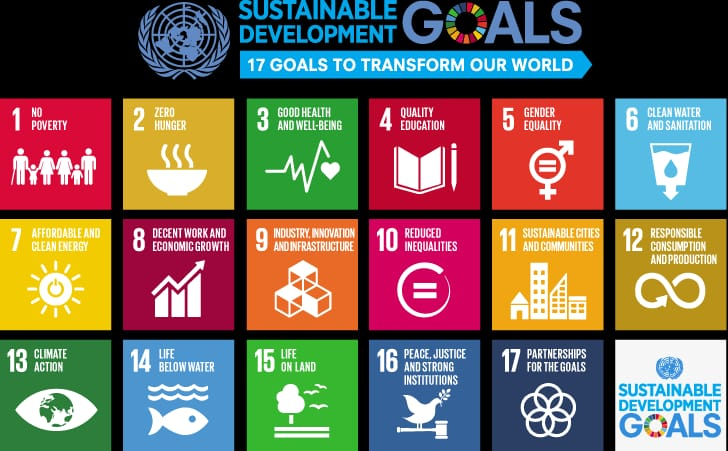 SUSTAINABLE
DEVELOPMENT
GOALS
17 GOALS TO TRANSFORM OUR WORLD
1 NO
POVERTY
2 ZERO
HUNGER
3 GOOD HEALTH
AND WELL-BEING
4 QUALITY
EDUCATION
5 GENDER
EQUALITY
6 CLEAN WATER
AND SANITATION
7 AFFORDABLE AND
CLEAN ENERGY
8 DECENT WORK AND
ECONOMIC GROWTH
9 INDUSTRY, INNOVATION
AND INFRASTRUCTURE
10 REDUCED
INEQUALITIES
11 SUSTAINABLE CITIES
AND COMMUNITIES
12 RESPONSIBLE
CONSUMPTION
AND PRODUCTION
13 CLIMATE
ACTION
14 LIFE
BELOW WATER
15 LIFE
ON LAND
16 PEACE, JUSTICE
AND STRONG
INSTITUTIONS
17 PARTNERSHIPS
FOR THE GOALS
SUSTAINABLE
DEVELOPMENT
GOALS